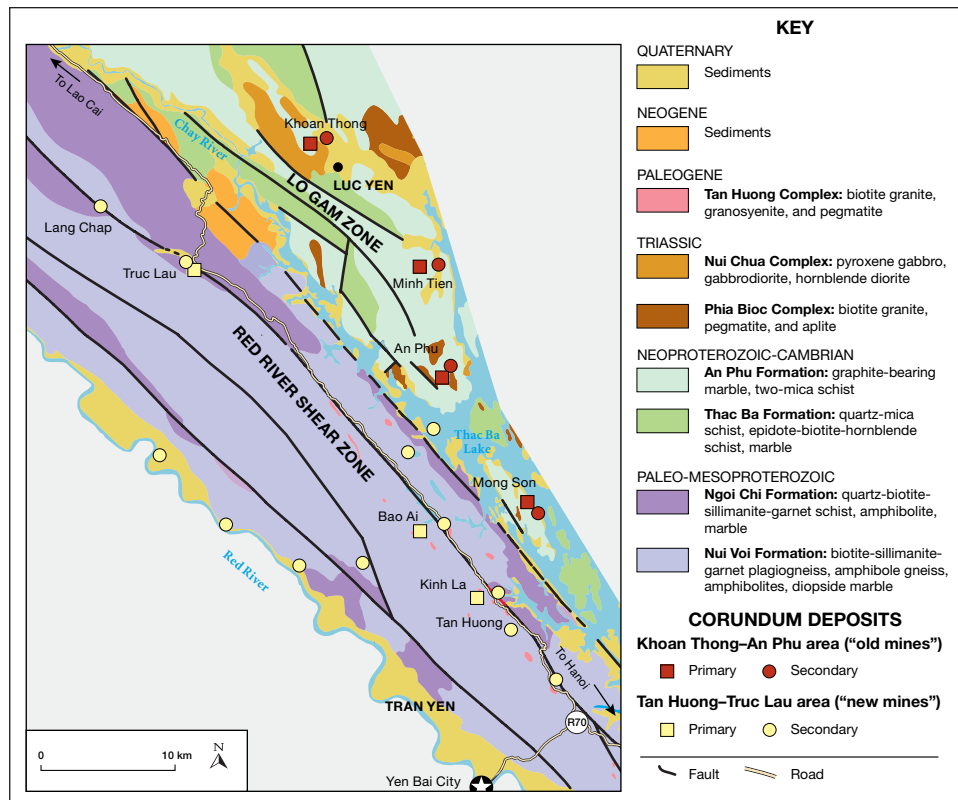 To Lao Cai
Chay River
Khoan Thong
LUC YEN
LO GAM ZONE
Lang Chap
Truc Lau
Minh Tien
An Phu
RED RIVER SHEAR ZONE
Thac Ba
Lake
Mong Son
Bao Ai
Red River
Kinh La
Tan Huong
To Hanoi
TRAN YEN
R70
Yen Bai City
0
10 km
N
KEY
QUATERNARY
Sediments
NEOGENE
Sediments
PALEOGENE
Tan Huong Complex: biotite granite,
granosyenite, and pegmatite
TRIASSIC
Nui Chua Complex: pyroxene gabbro,
gabbrodiorite, hornblende diorite
Phia Bioc Complex: biotite granite,
pegmatite, and aplite
NEOPROTEROZOIC-CAMBRIAN
An Phu Formation: graphite-bearing
marble, two-mica schist
Thac Ba Formation: quartz-mica
schist, epidote-biotite-hornblende
schist, marble
PALEO-MESOPROTEROZOIC
Ngoi Chi Formation: quartz-biotite-
sillimanite-garnet schist, amphibolite,
marble
Nui Voi Formation: biotite-sillimanite-
garnet plagiogneiss, amphibole gneiss,
amphibolites, diopside marble
CORUNDUM DEPOSITS
Khoan Thong–An Phu area (“old mines”)
Primary
Secondary
Tan Huong–Truc Lau area (“new mines”)
Primary
Secondary
Fault
Road